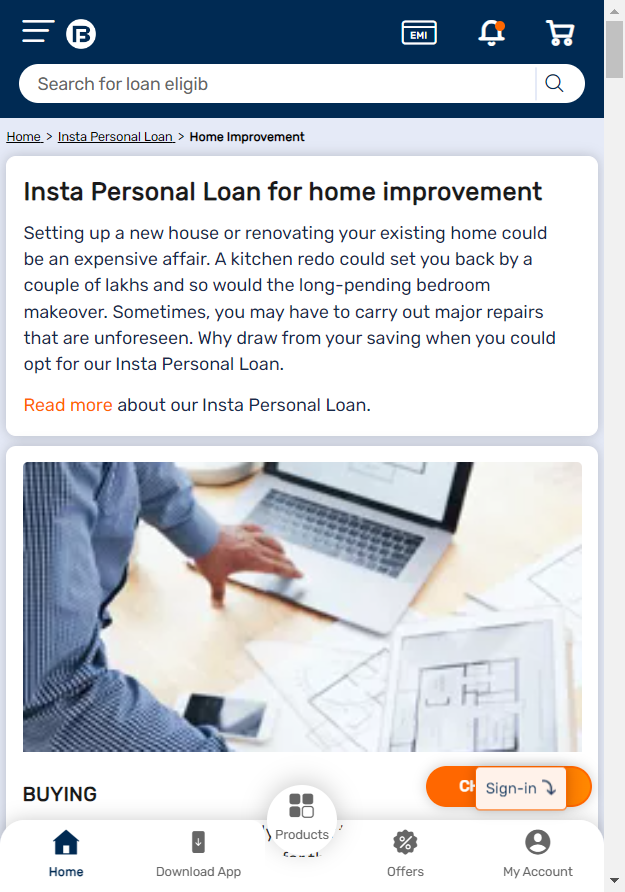 EMI
Search for loan eligib
Home > Insta Personal Loan > Home Improvement
Insta Personal Loan for home improvement
Setting up a new house or renovating your existing home could
be an expensive affair. A kitchen redo could set you back by a
couple of lakhs and so would the long-pending bedroom
makeover. Sometimes, you may have to carry out major repairs
that are unforeseen. Why draw from your saving when you could
opt for our Insta Personal Loan.
Read more about our Insta Personal Loan.
BUYING
Sign-in
Products
Home
Download App
Offers
My Account